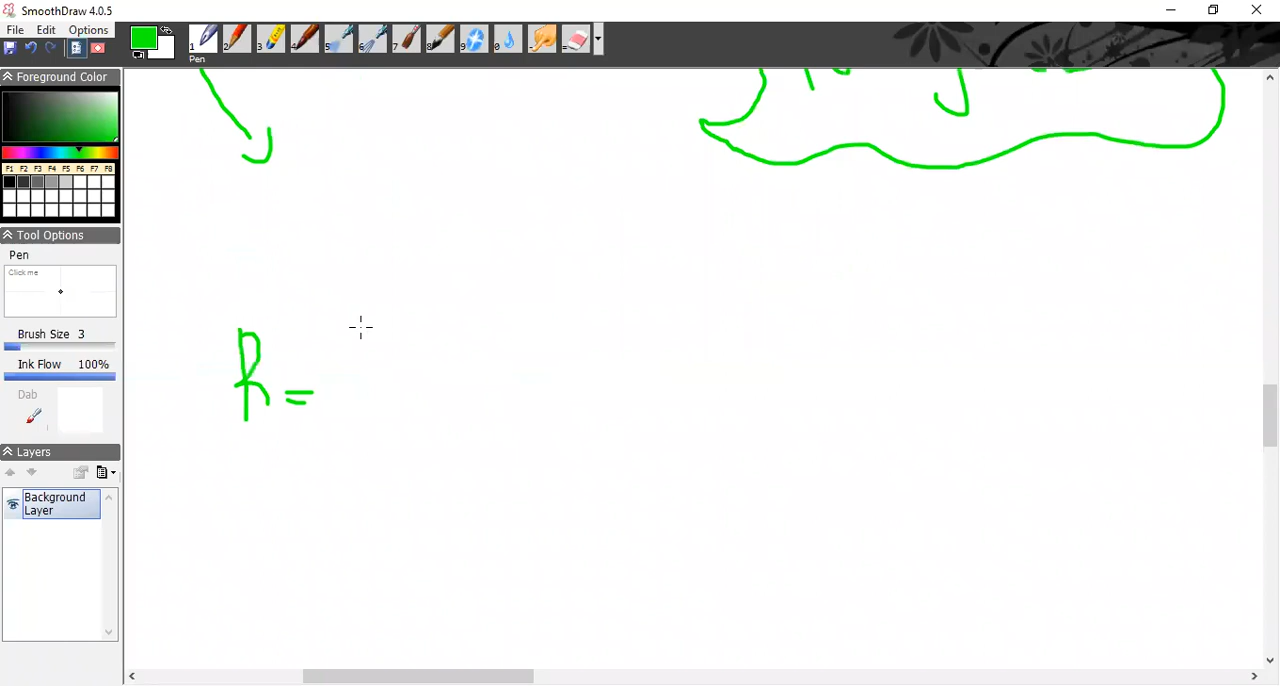 SmoothDraw 4.0.5
File Edit Options
1 2 3 4 5 6 7 8 9 0 - =
Pen
Foreground Color
F1 F2 F3 F4 F5 F6 F7 F8
Tool Options
Pen
Click me
Brush Size 3
Ink Flow 100%
Dab
Layers
Background
Layer
R =